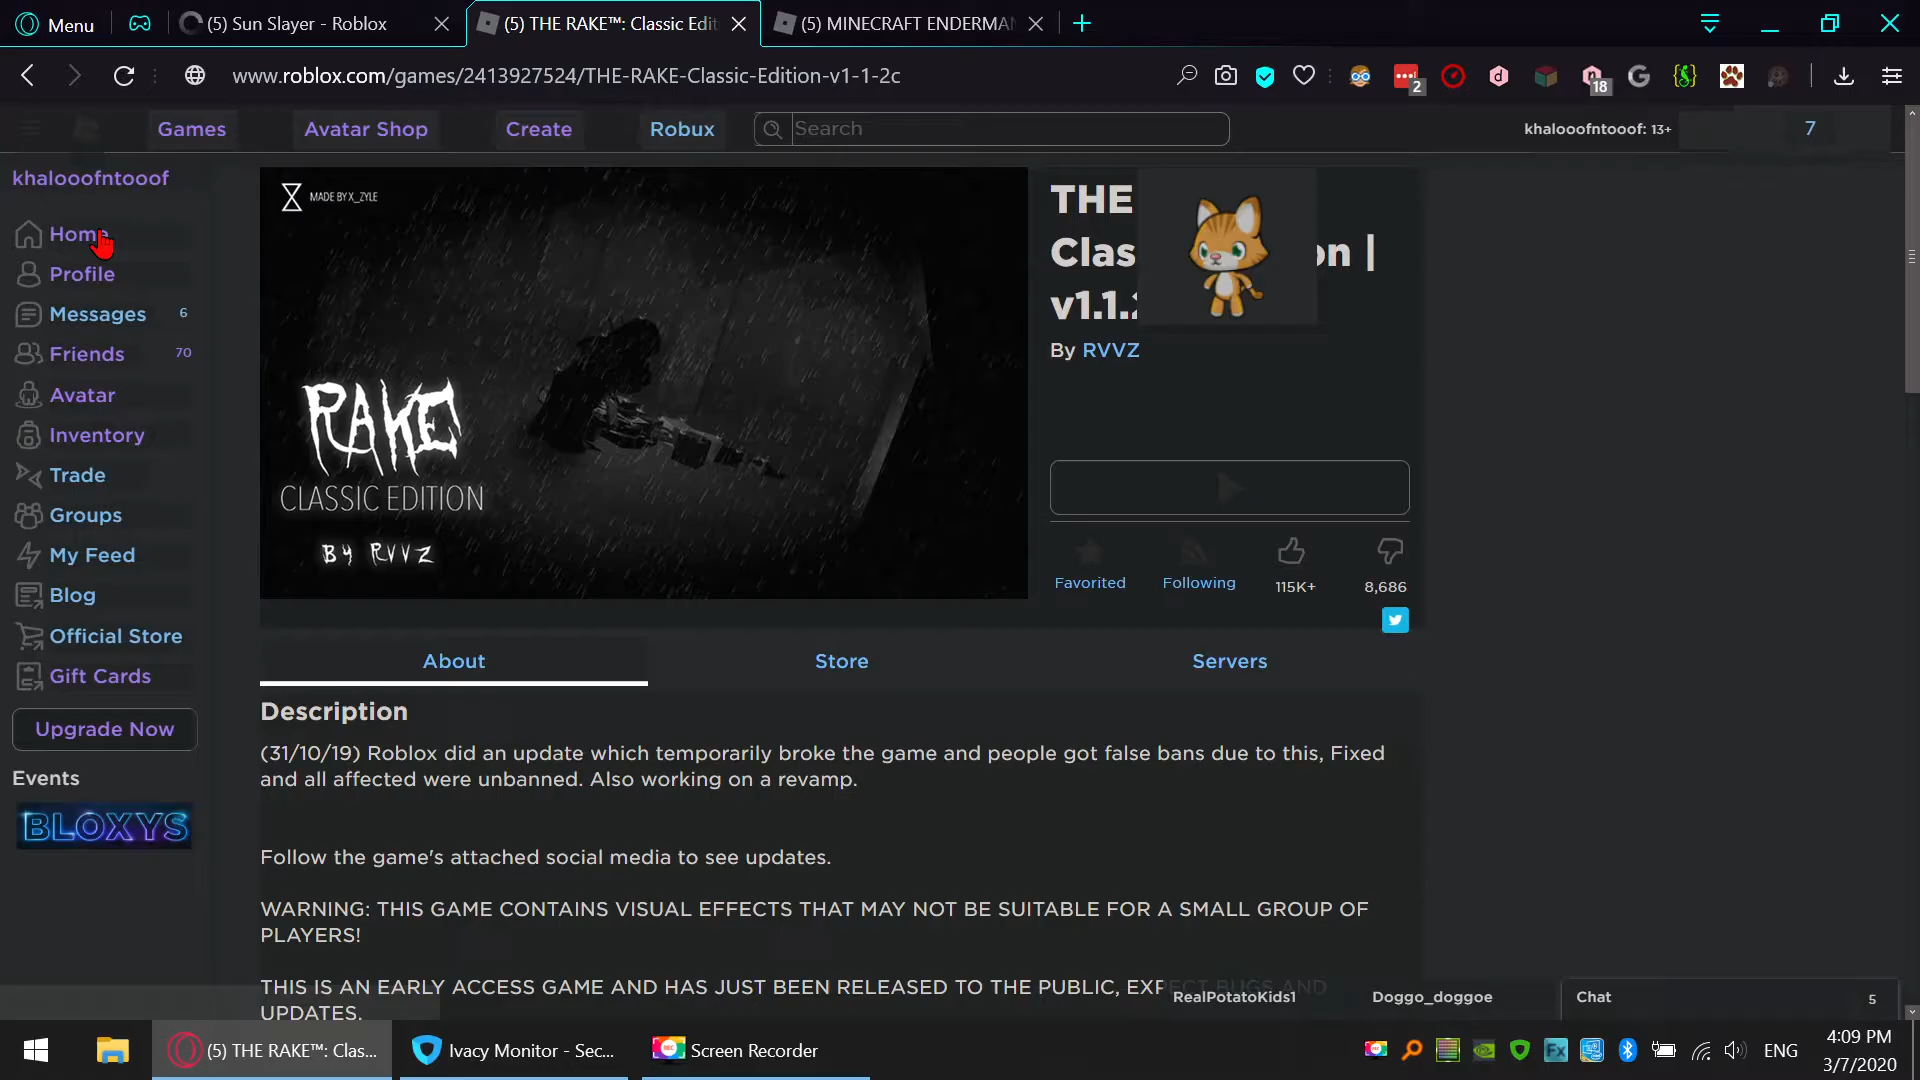 Menu
(5) Sun Slayer - Roblox
(5) THE RAKE™: Classic Edit
(5) MINECRAFT ENDERMAN
www.roblox.com/games/2413927524/THE-RAKE-Classic-Edition-v1-1-2c
2
18
Games
Avatar Shop
Create
Robux
Search
khalooofntooof: 13+
7
khalooofntooof
Home
Profile
Messages 6
Friends 70
Avatar
Inventory
Trade
Groups
My Feed
Blog
Official Store
Gift Cards
Upgrade Now
Events
BLOXYS
MADE BY X_ZYLE
RAKE
CLASSIC EDITION
BY RVVZ
THE
Clas on |
v1.1.
By RVVZ
Favorited
Following
115K+
8,686
About
Store
Servers
Description
(31/10/19) Roblox did an update which temporarily broke the game and people got false bans due to this, Fixed
and all affected were unbanned. Also working on a revamp.
Follow the game's attached social media to see updates.
WARNING: THIS GAME CONTAINS VISUAL EFFECTS THAT MAY NOT BE SUITABLE FOR A SMALL GROUP OF
PLAYERS!
THIS IS AN EARLY ACCESS GAME AND HAS JUST BEEN RELEASED TO THE PUBLIC, EXPECT BUGS AND
UPDATES.
RealPotatoKids1
Doggo_doggoe
Chat
5
(5) THE RAKE™: Clas...
Ivacy Monitor - Sec...
REC
Screen Recorder
ENG
4:09 PM
3/7/2020